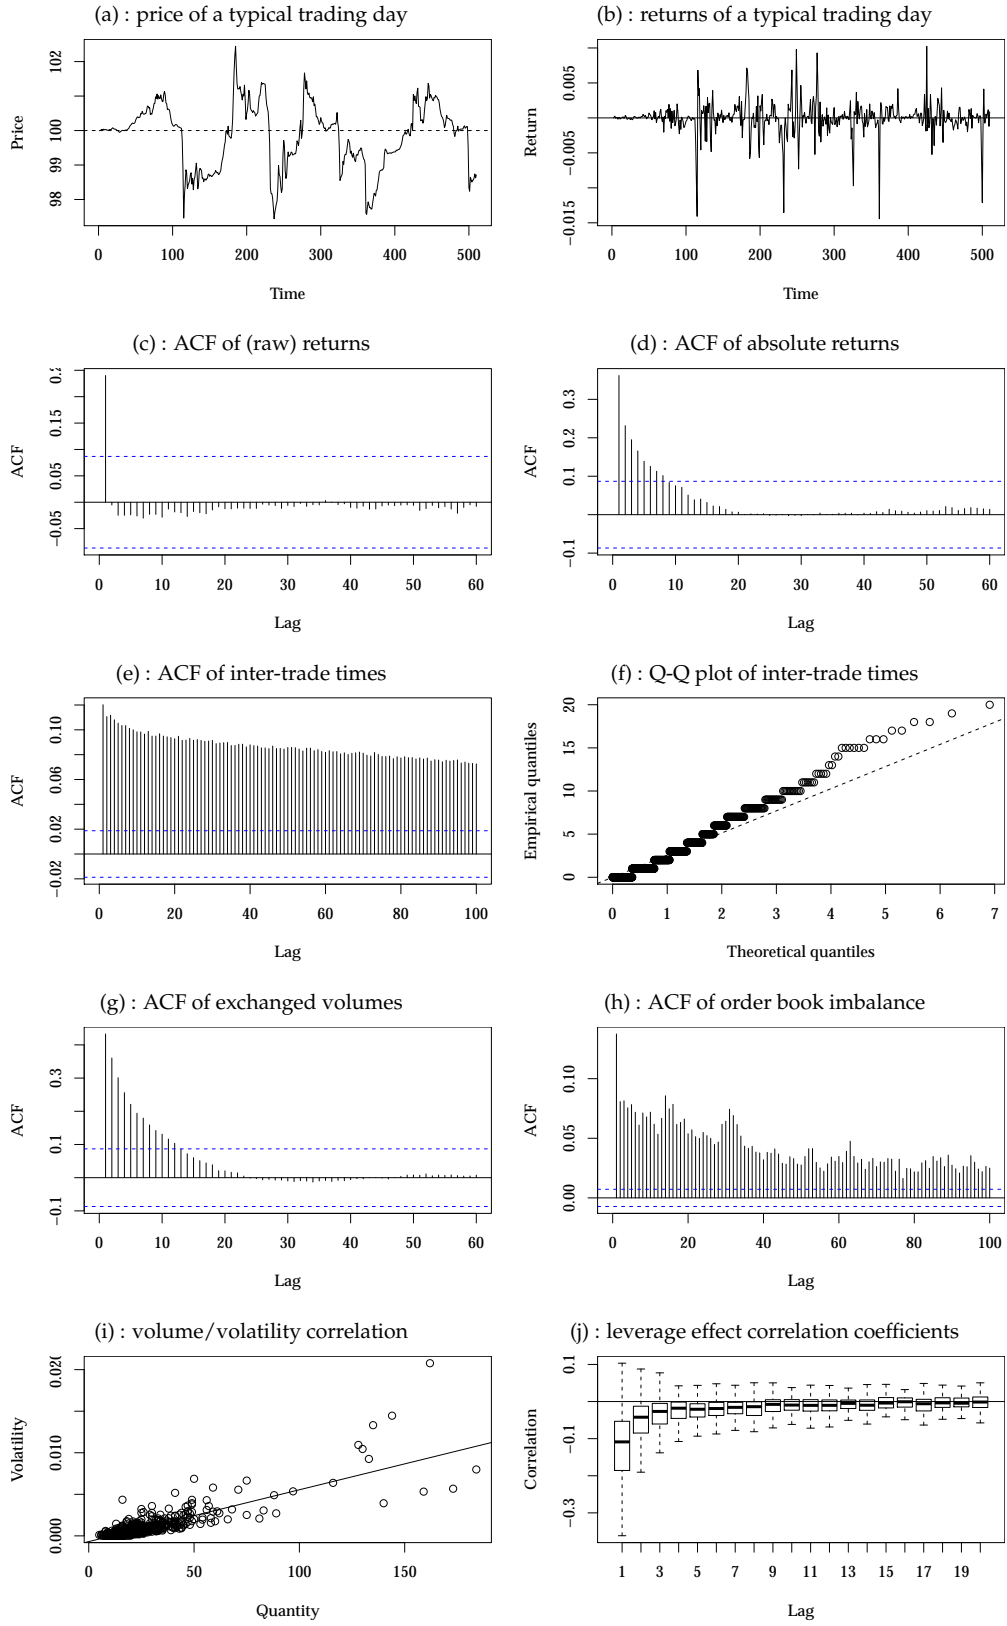 (a) : price of a typical trading day
Price
102
100
99
98
0 100 200 300 400 500
Time
(b) : returns of a typical trading day
Return
0.005
−0.005
−0.015
0 100 200 300 400 500
Time
(c) : ACF of (raw) returns
ACF
0.15
0.05
−0.05
0 10 20 30 40 50 60
Lag
(d) : ACF of absolute returns
ACF
0.3
0.2
0.1
−0.1
0 10 20 30 40 50 60
Lag
(e) : ACF of inter-trade times
ACF
0.10
0.06
0.02
−0.02
0 20 40 60 80 100
Lag
(f) : Q-Q plot of inter-trade times
Empirical quantiles
20
15
10
5
0
0 1 2 3 4 5 6 7
Theoretical quantiles
(g) : ACF of exchanged volumes
ACF
0.3
0.1
−0.1
0 10 20 30 40 50 60
Lag
(h) : ACF of order book imbalance
ACF
0.10
0.05
0.00
0 20 40 60 80 100
Lag
(i) : volume/volatility correlation
Volatility
0.010
0.000
0 50 100 150
Quantity
(j) : leverage effect correlation coefficients
Correlation
0.1
−0.1
−0.3
1 3 5 7 9 11 13 15 17 19
Lag